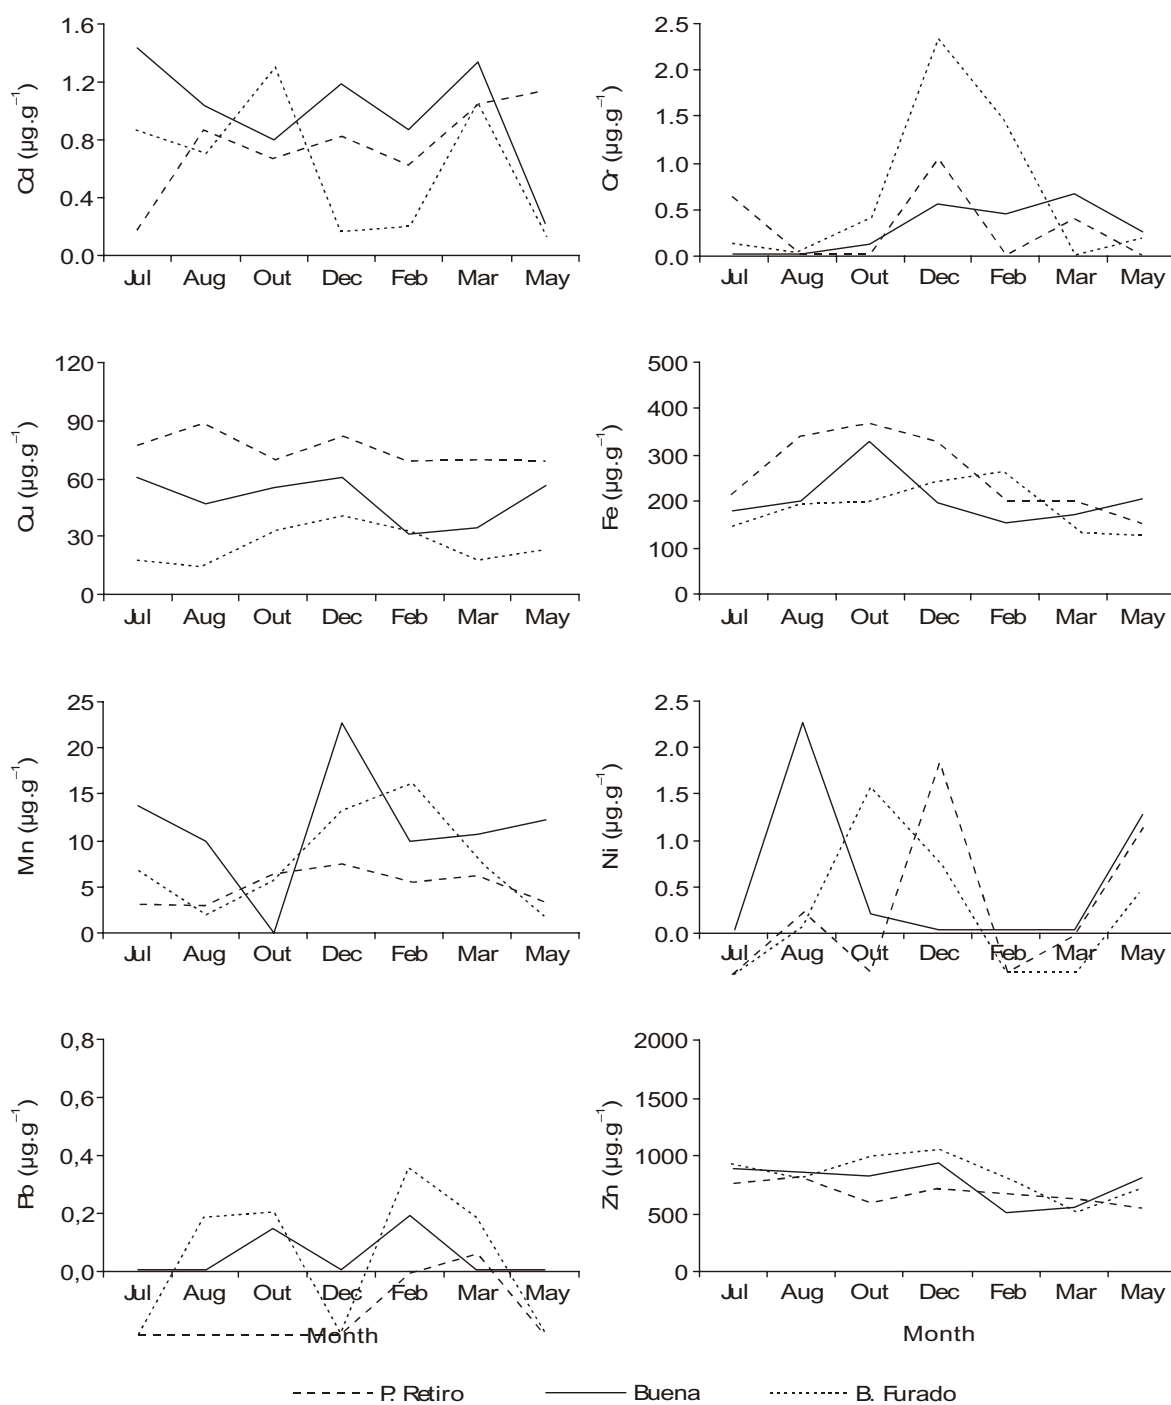 Cd (µg.g⁻¹)
1.6
1.2
0.8
0.4
0.0
Jul Aug Out Dec Feb Mar May
Cr (µg.g⁻¹)
2.5
2.0
1.5
1.0
0.5
0.0
Jul Aug Out Dec Feb Mar May
Cu (µg.g⁻¹)
120
90
60
30
0
Jul Aug Out Dec Feb Mar May
Fe (µg.g⁻¹)
500
400
300
200
100
0
Jul Aug Out Dec Feb Mar May
Mn (µg.g⁻¹)
25
20
15
10
5
0
Jul Aug Out Dec Feb Mar May
Ni (µg.g⁻¹)
2.5
2.0
1.5
1.0
0.5
0.0
Jul Aug Out Dec Feb Mar May
Pb (µg.g⁻¹)
0,8
0,6
0,4
0,2
0,0
Jul Aug Out Dec Feb Mar May
Month
Zn (µg.g⁻¹)
2000
1500
1000
500
0
Jul Aug Out Dec Feb Mar May
Month
P. Retiro Buena B. Furado